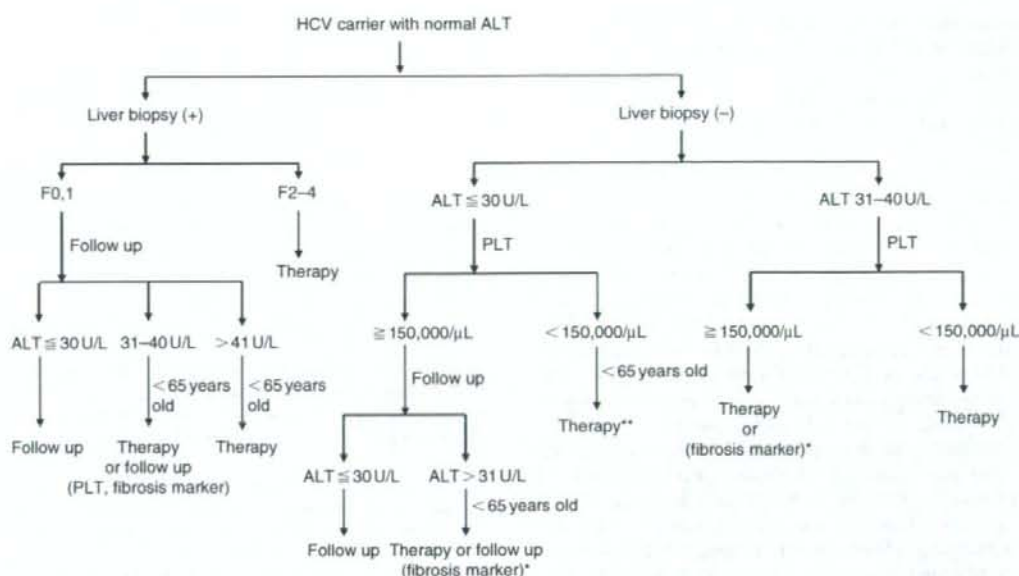 HCV carrier with normal ALT
Liver biopsy (+)
Liver biopsy (–)
F0,1
F2–4
ALT ≦ 30 U/L
ALT 31–40 U/L
Follow up
Therapy
PLT
PLT
ALT ≦ 30 U/L
31–40 U/L
>41 U/L
≧ 150,000/μL
<150,000/μL
≧ 150,000/μL
<150,000/μL
<65 years
old
<65 years
old
Follow up
<65 years old
Follow up
Therapy
or follow up
(PLT, fibrosis marker)
Therapy
Therapy**
Therapy
or
(fibrosis marker)*
Therapy
ALT ≦ 30 U/L
ALT > 31 U/L
<65 years old
Follow up
Therapy or follow up
(fibrosis marker)*